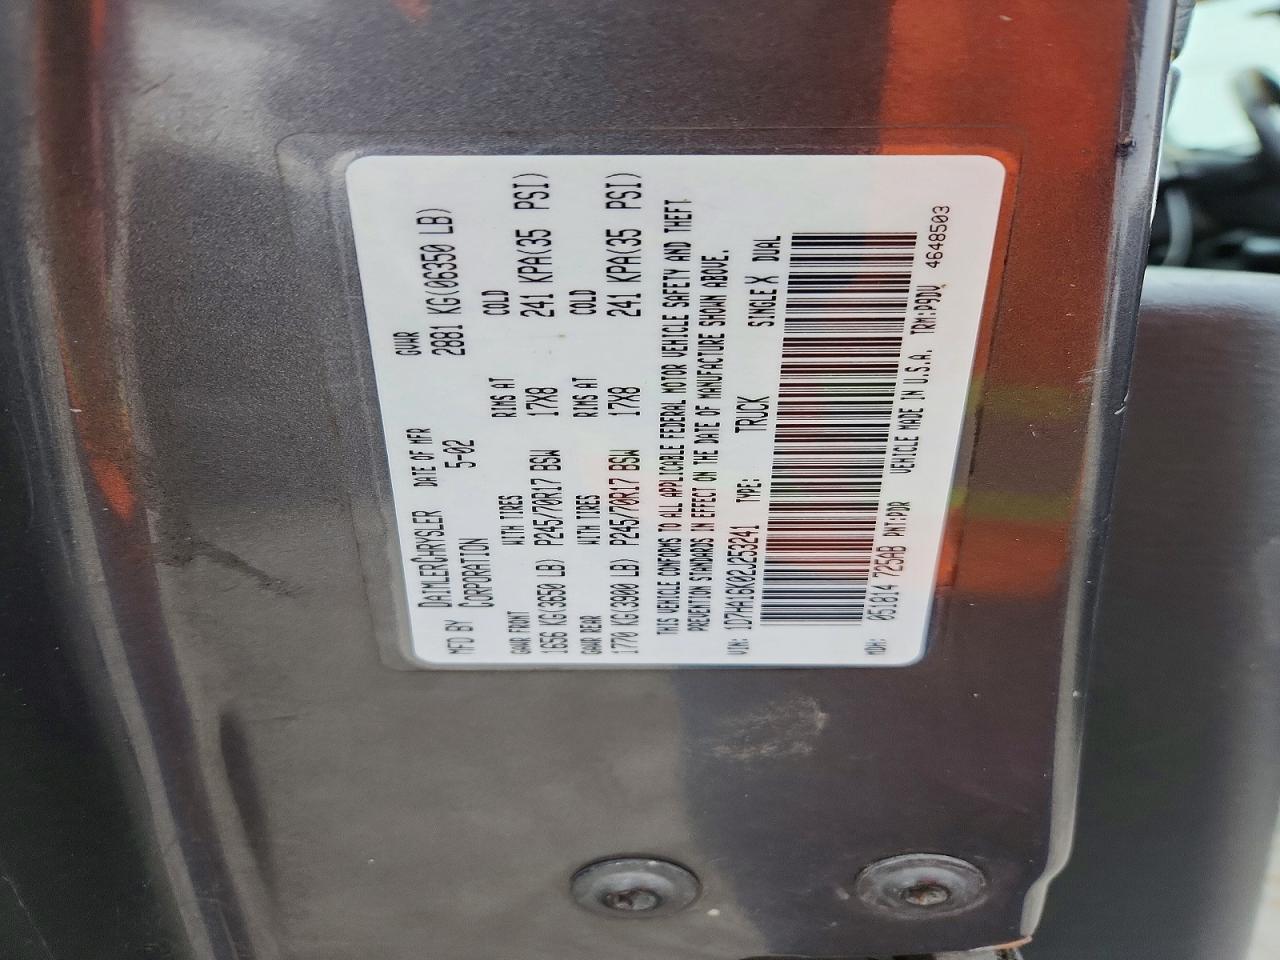 MFD BY DAIMLERCHRYSLER CORPORATION DATE OF MFR 5-02 GVWR 2881 KG(06350 LB)
GAWR FRONT WITH TIRES RIMS AT COLD
1656 KG(3650 LB) P245/70R17 BSW 17X8 241 KPA(35 PSI)
GAWR REAR WITH TIRES RIMS AT COLD
1770 KG(3900 LB) P245/70R17 BSW 17X8 241 KPA(35 PSI)
THIS VEHICLE CONFORMS TO ALL APPLICABLE FEDERAL MOTOR VEHICLE SAFETY AND THEFT
PREVENTION STANDARDS IN EFFECT ON THE DATE OF MANUFACTURE SHOWN ABOVE.
VIN: 1D7HA16K02J253241 TYPE: TRUCK SINGLE X DUAL
MDH: 051014 725AB PNT:PDR VEHICLE MADE IN U.S.A. TRM:P9DV 4648503